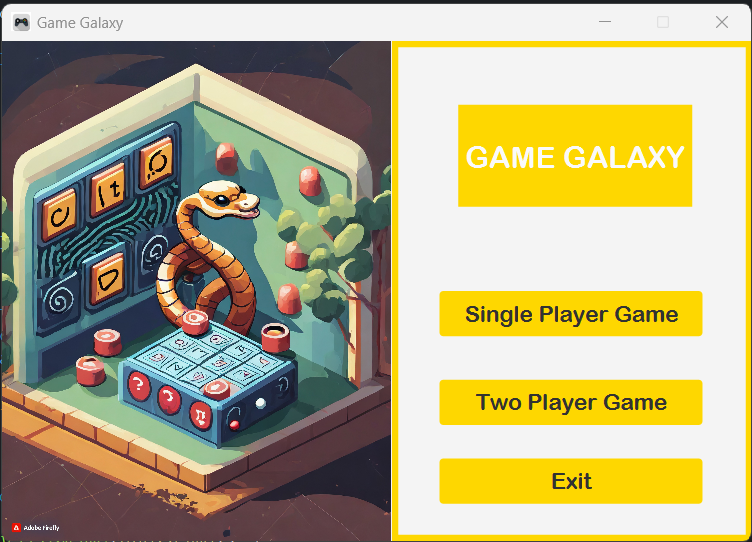 Game Galaxy
GAME GALAXY
Single Player Game
Two Player Game
Exit
Adobe Firefly